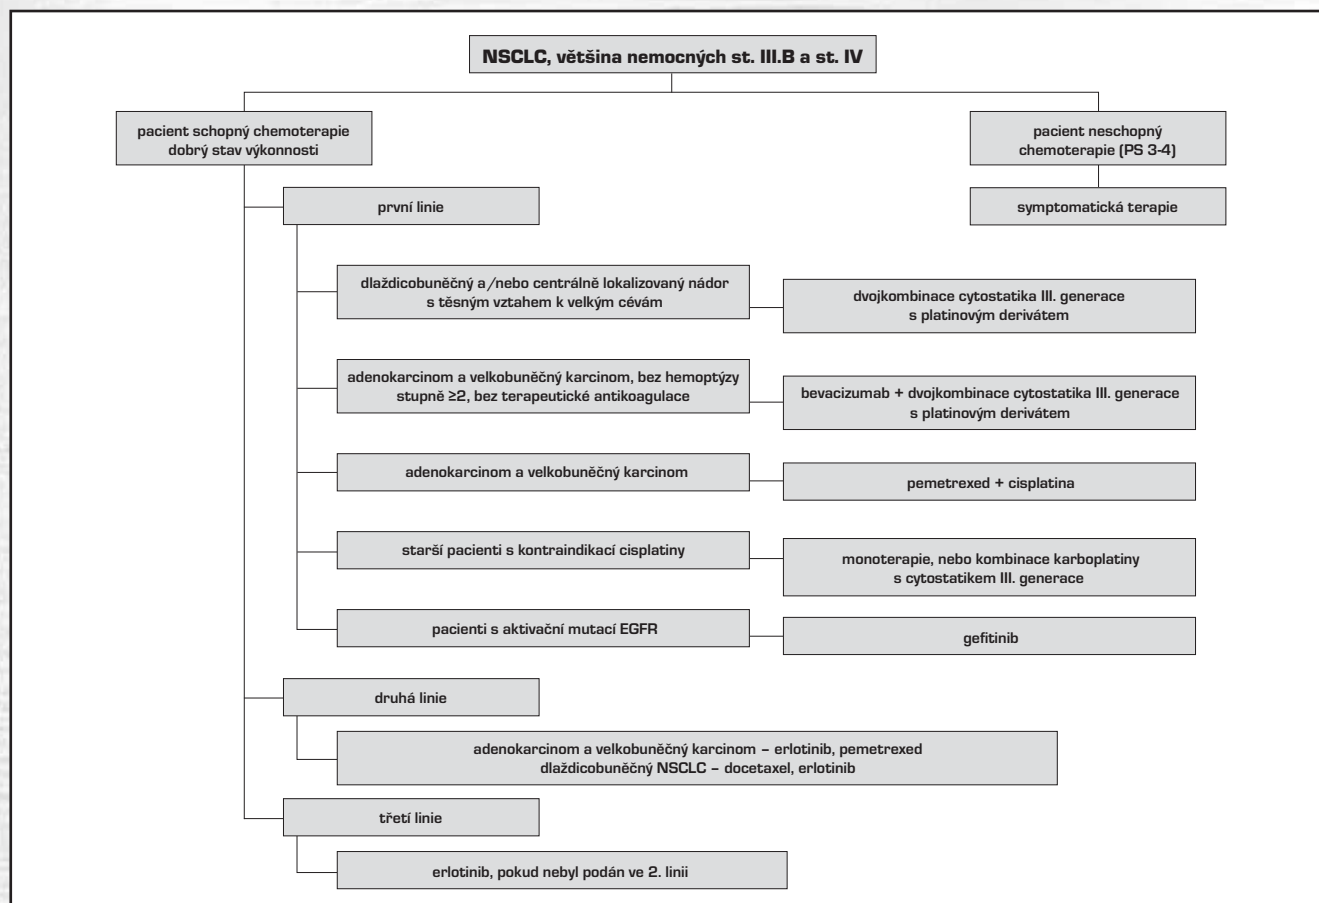 NSCLC, většina nemocných st. III.B a st. IV
pacient schopný chemoterapie
dobrý stav výkonnosti
pacient neschopný
chemoterapie (PS 3-4)
symptomatická terapie
první linie
dlaždicobuněčný a/nebo centrálně lokalizovaný nádor
s těsným vztahem k velkým cévám
dvojkombinace cytostatika III. generace
s platinovým derivátem
adenokarcinom a velkobuněčný karcinom, bez hemoptýzy
stupně ≥2, bez terapeutické antikoagulace
bevacizumab + dvojkombinace cytostatika III. generace
s platinovým derivátem
adenokarcinom a velkobuněčný karcinom
pemetrexed + cisplatina
starší pacienti s kontraindikací cisplatiny
monoterapie, nebo kombinace karboplatiny
s cytostatikem III. generace
pacienti s aktivační mutací EGFR
gefitinib
druhá linie
adenokarcinom a velkobuněčný karcinom – erlotinib, pemetrexed
dlaždicobuněčný NSCLC – docetaxel, erlotinib
třetí linie
erlotinib, pokud nebyl podán ve 2. linii